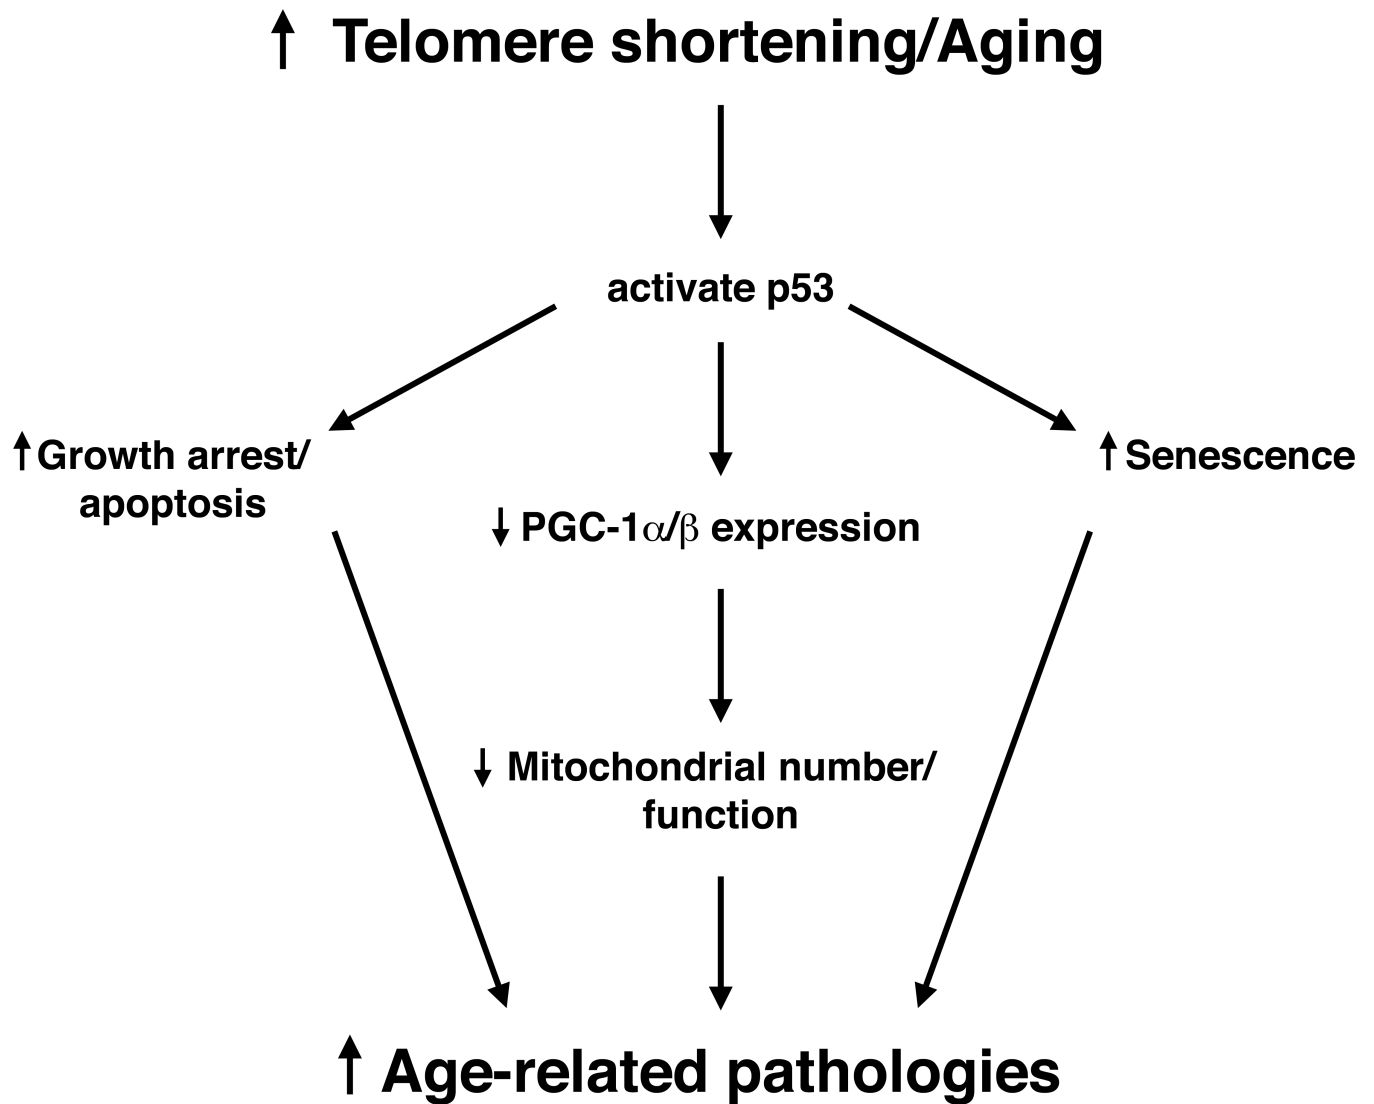 ↑ Telomere shortening/Aging
activate p53
↑ Growth arrest/
apoptosis
↑ Senescence
↓ PGC-1α/β expression
↓ Mitochondrial number/
function
↑ Age-related pathologies